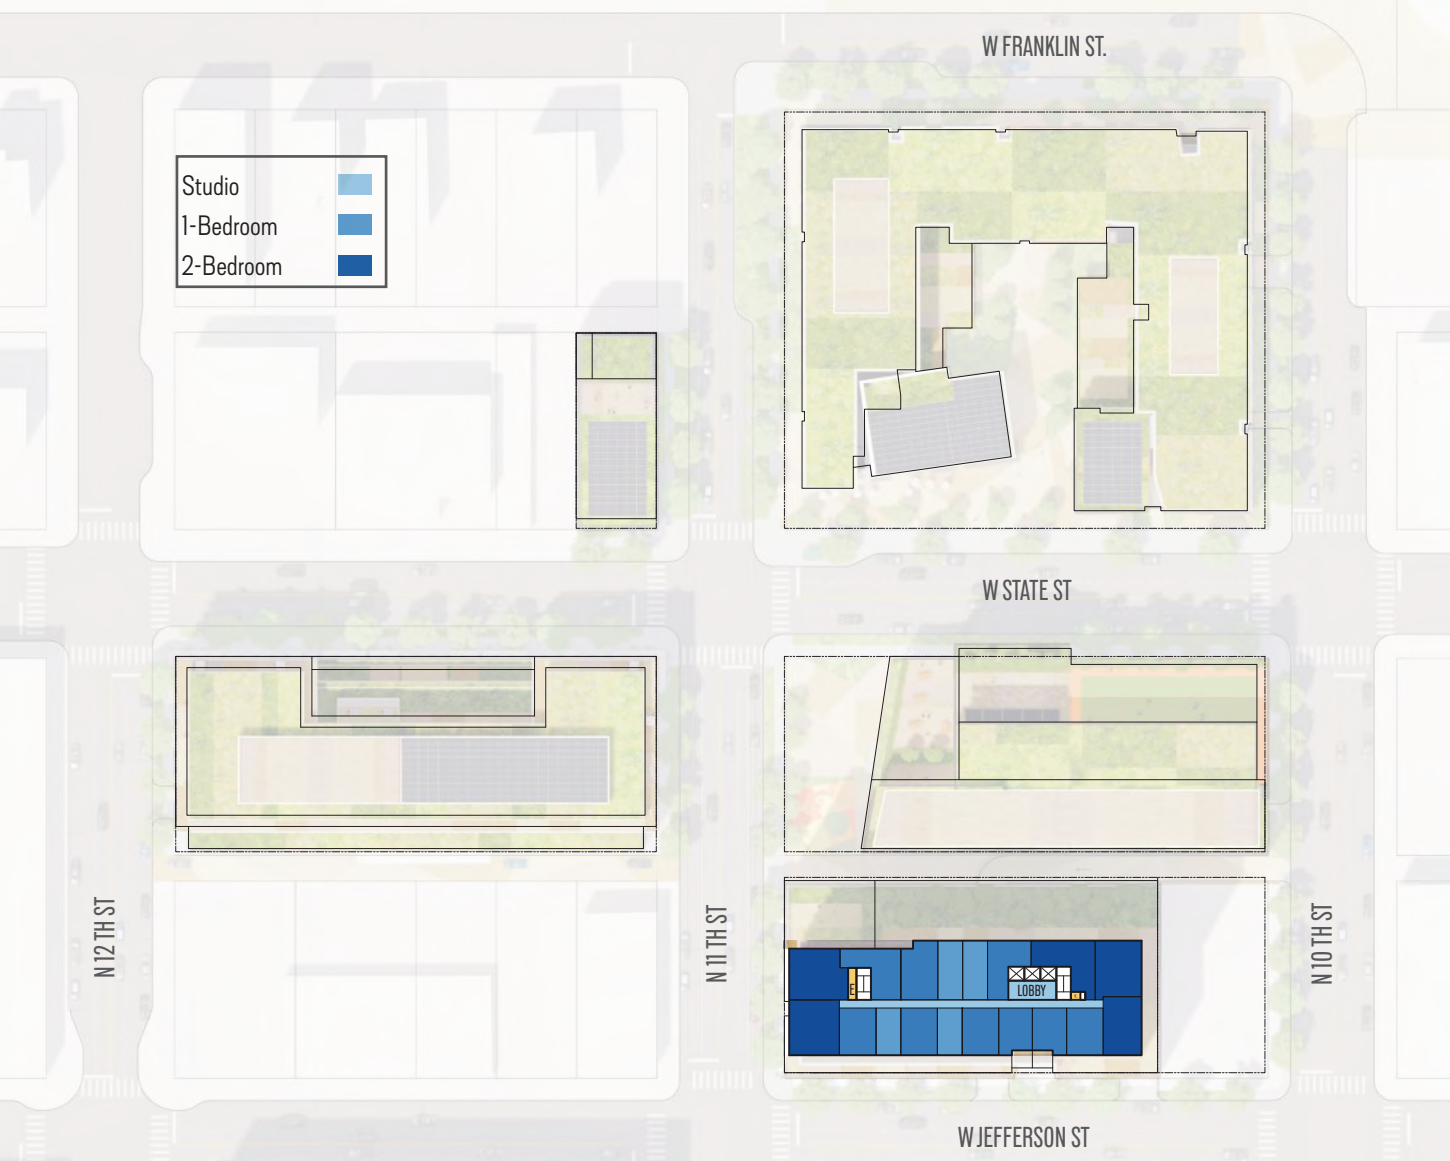 W FRANKLIN ST.
Studio
1-Bedroom
2-Bedroom
W STATE ST
N 12 TH ST
N 11 TH ST
N 10 TH ST
E
LOBBY
W JEFFERSON ST